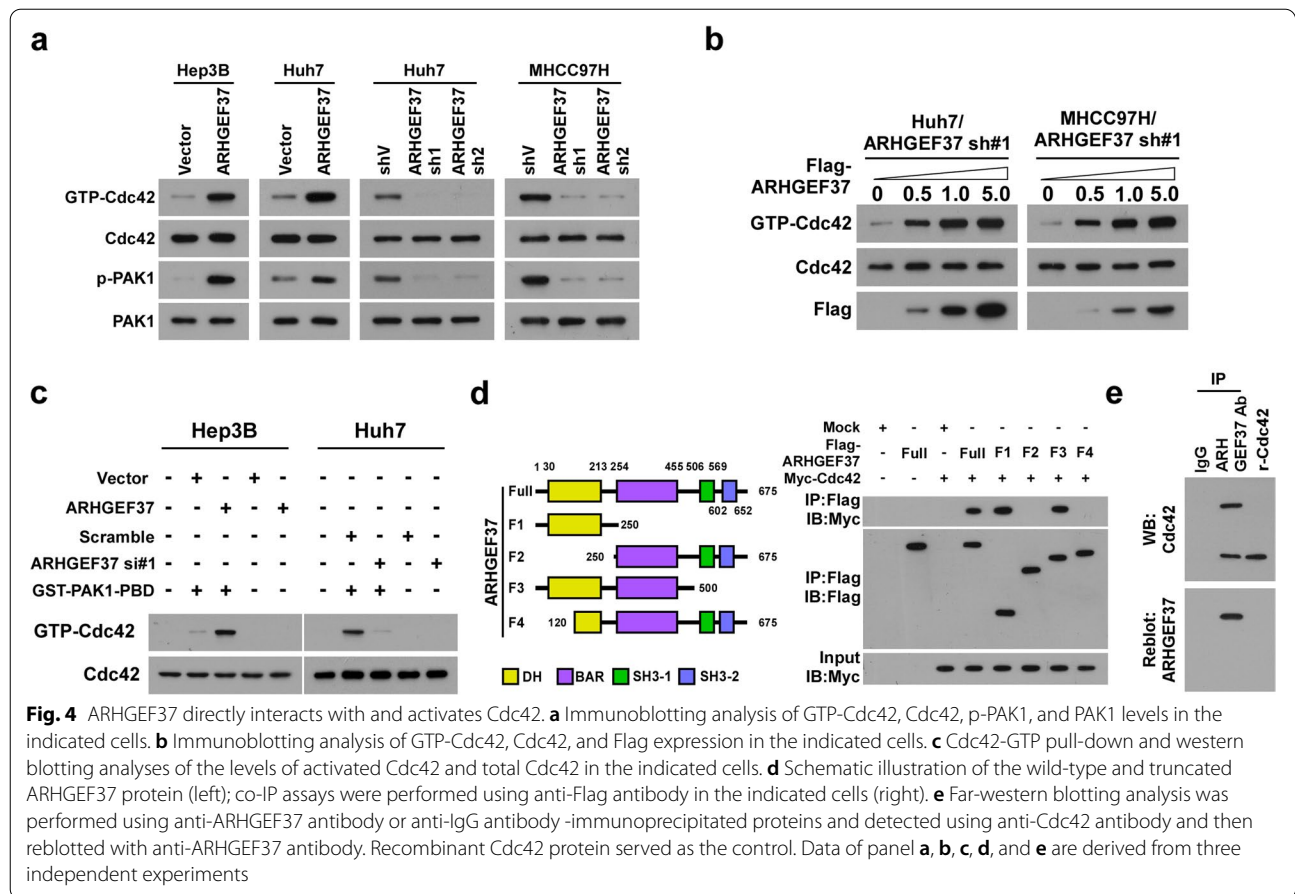 a
Hep3B Huh7 Huh7 MHCC97H
Vector ARHGEF37 Vector ARHGEF37 shV ARHGEF37 sh1 ARHGEF37 sh2 shV ARHGEF37 sh1 ARHGEF37 sh2
GTP-Cdc42
Cdc42
p-PAK1
PAK1
b
Huh7/ MHCC97H/
ARHGEF37 sh#1 ARHGEF37 sh#1
Flag-
ARHGEF37 0 0.5 1.0 5.0 0 0.5 1.0 5.0
GTP-Cdc42
Cdc42
Flag
c
Hep3B Huh7
Vector - + - + - - - - - -
ARHGEF37 - - + - + - - - - -
Scramble - - - - - - + - + -
ARHGEF37 si#1 - - - - - - - + - +
GST-PAK1-PBD - + + - - - + + - -
GTP-Cdc42
Cdc42
d
ARHGEF37
1 30 213 254 455 506 569
Full 675
602 652
F1 250
F2 250 675
F3 500
F4 120 675
DH BAR SH3-1 SH3-2
Mock + - + - - - - -
Flag-
ARHGEF37 - Full - Full F1 F2 F3 F4
Myc-Cdc42 - - + + + + + +
IP:Flag
IB:Myc
IP:Flag
IB:Flag
Input
IB:Myc
e
IP
IgG ARH GEF37 Ab r-Cdc42
WB:
Cdc42
Reblot:
ARHGEF37
Fig. 4 ARHGEF37 directly interacts with and activates Cdc42. a Immunoblotting analysis of GTP-Cdc42, Cdc42, p-PAK1, and PAK1 levels in the
indicated cells. b Immunoblotting analysis of GTP-Cdc42, Cdc42, and Flag expression in the indicated cells. c Cdc42-GTP pull-down and western
blotting analyses of the levels of activated Cdc42 and total Cdc42 in the indicated cells. d Schematic illustration of the wild-type and truncated
ARHGEF37 protein (left); co-IP assays were performed using anti-Flag antibody in the indicated cells (right). e Far-western blotting analysis was
performed using anti-ARHGEF37 antibody or anti-IgG antibody -immunoprecipitated proteins and detected using anti-Cdc42 antibody and then
reblotted with anti-ARHGEF37 antibody. Recombinant Cdc42 protein served as the control. Data of panel a, b, c, d, and e are derived from three
independent experiments